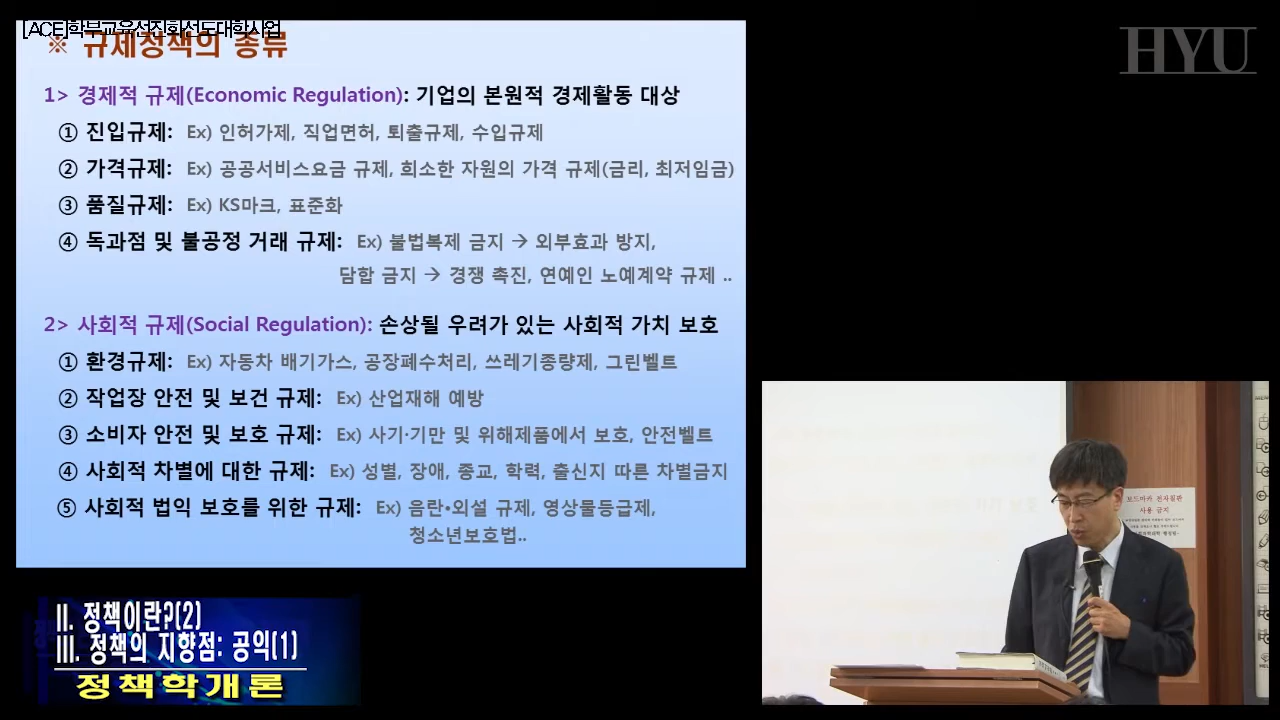 [ACE]학부교육선진화선도대학사업
※ 규제정책의 종류
HYU
1> 경제적 규제(Economic Regulation): 기업의 본원적 경제활동 대상
① 진입규제: Ex) 인허가제, 직업면허, 퇴출규제, 수입규제
② 가격규제: Ex) 공공서비스요금 규제, 희소한 자원의 가격 규제(금리, 최저임금)
③ 품질규제: Ex) KS마크, 표준화
④ 독과점 및 불공정 거래 규제: Ex) 불법복제 금지 → 외부효과 방지,
담합 금지 → 경쟁 촉진, 연예인 노예계약 규제 ..
2> 사회적 규제(Social Regulation): 손상될 우려가 있는 사회적 가치 보호
① 환경규제: Ex) 자동차 배기가스, 공장폐수처리, 쓰레기종량제, 그린벨트
② 작업장 안전 및 보건 규제: Ex) 산업재해 예방
③ 소비자 안전 및 보호 규제: Ex) 사기·기만 및 위해제품에서 보호, 안전벨트
④ 사회적 차별에 대한 규제: Ex) 성별, 장애, 종교, 학력, 출신지 따른 차별금지
⑤ 사회적 법익 보호를 위한 규제: Ex) 음란•외설 규제, 영상물등급제,
청소년보호법..
보드마카 전자칠판
사용 금지
II. 정책이란?(2)
III. 정책의 지향점: 공익(1)
정책학개론